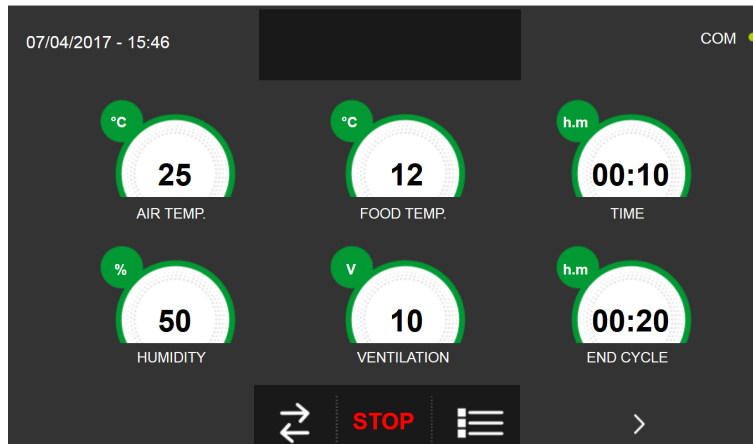 07/04/2017 - 15:46
COM
°C
°C
h.m
25
12
00:10
AIR TEMP.
FOOD TEMP.
TIME
%
V
h.m
50
10
00:20
HUMIDITY
VENTILATION
END CYCLE
STOP